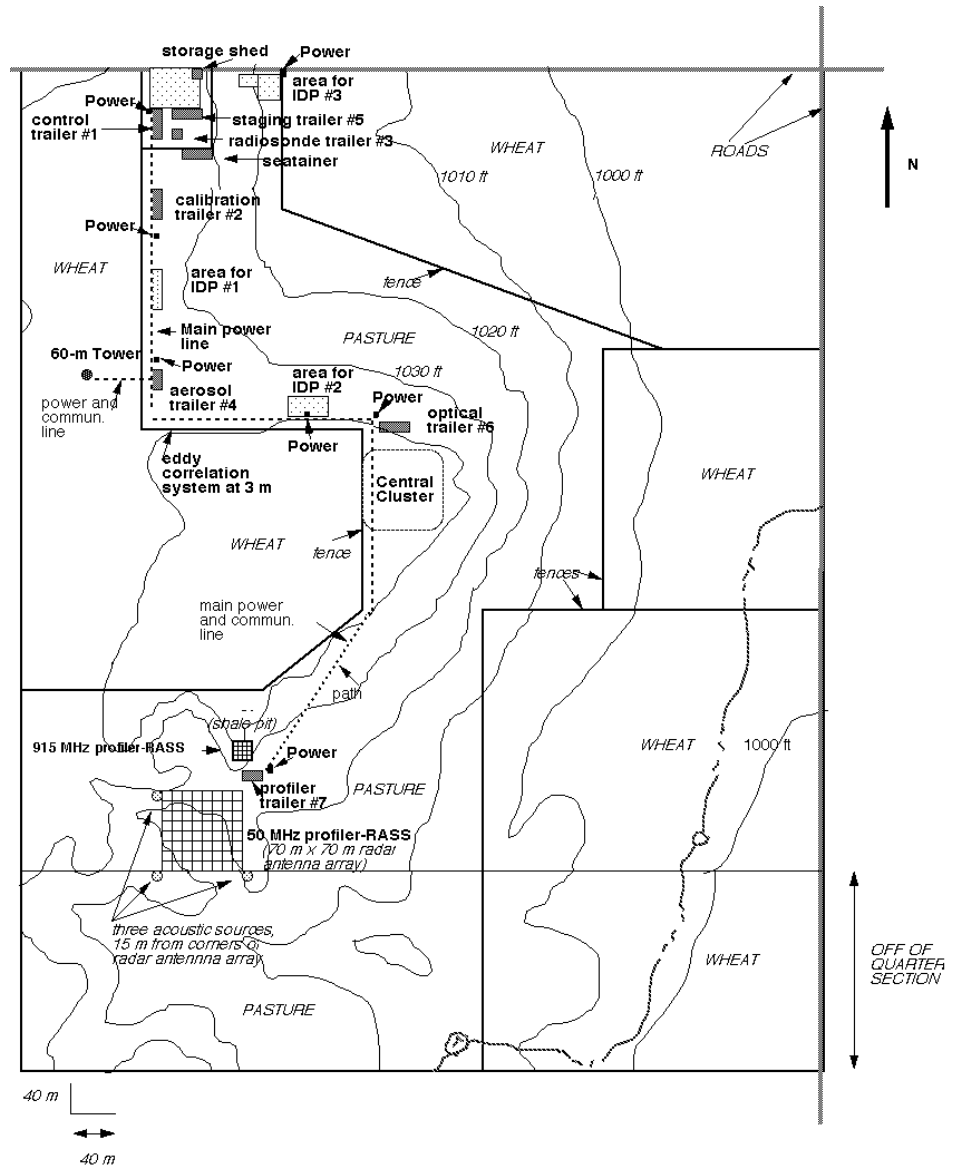 storage shed
Power
area for
IDP #3
Power
control
trailer #1
staging trailer #5
radiosonde trailer #3
seatainer
WHEAT
ROADS
N
1010 ft
1000 ft
calibration
trailer #2
Power
WHEAT
area for
IDP #1
fence
Main power
line
PASTURE
1020 ft
60-m Tower
Power
area for
IDP #2
1030 ft
aerosol
trailer #4
Power
optical
trailer #6
power and
commun.
line
Power
eddy
correlation
system at 3 m
Central
Cluster
WHEAT
WHEAT
fence
fences
main power
and commun.
line
path
(shale pit)
915 MHz profiler-RASS
Power
WHEAT
1000 ft
profiler
trailer #7
PASTURE
50 MHz profiler-RASS
(70 m x 70 m radar
antenna array)
three acoustic sources,
15 m from corners of
radar antennna array
OFF OF
QUARTER
SECTION
WHEAT
PASTURE
40 m
40 m